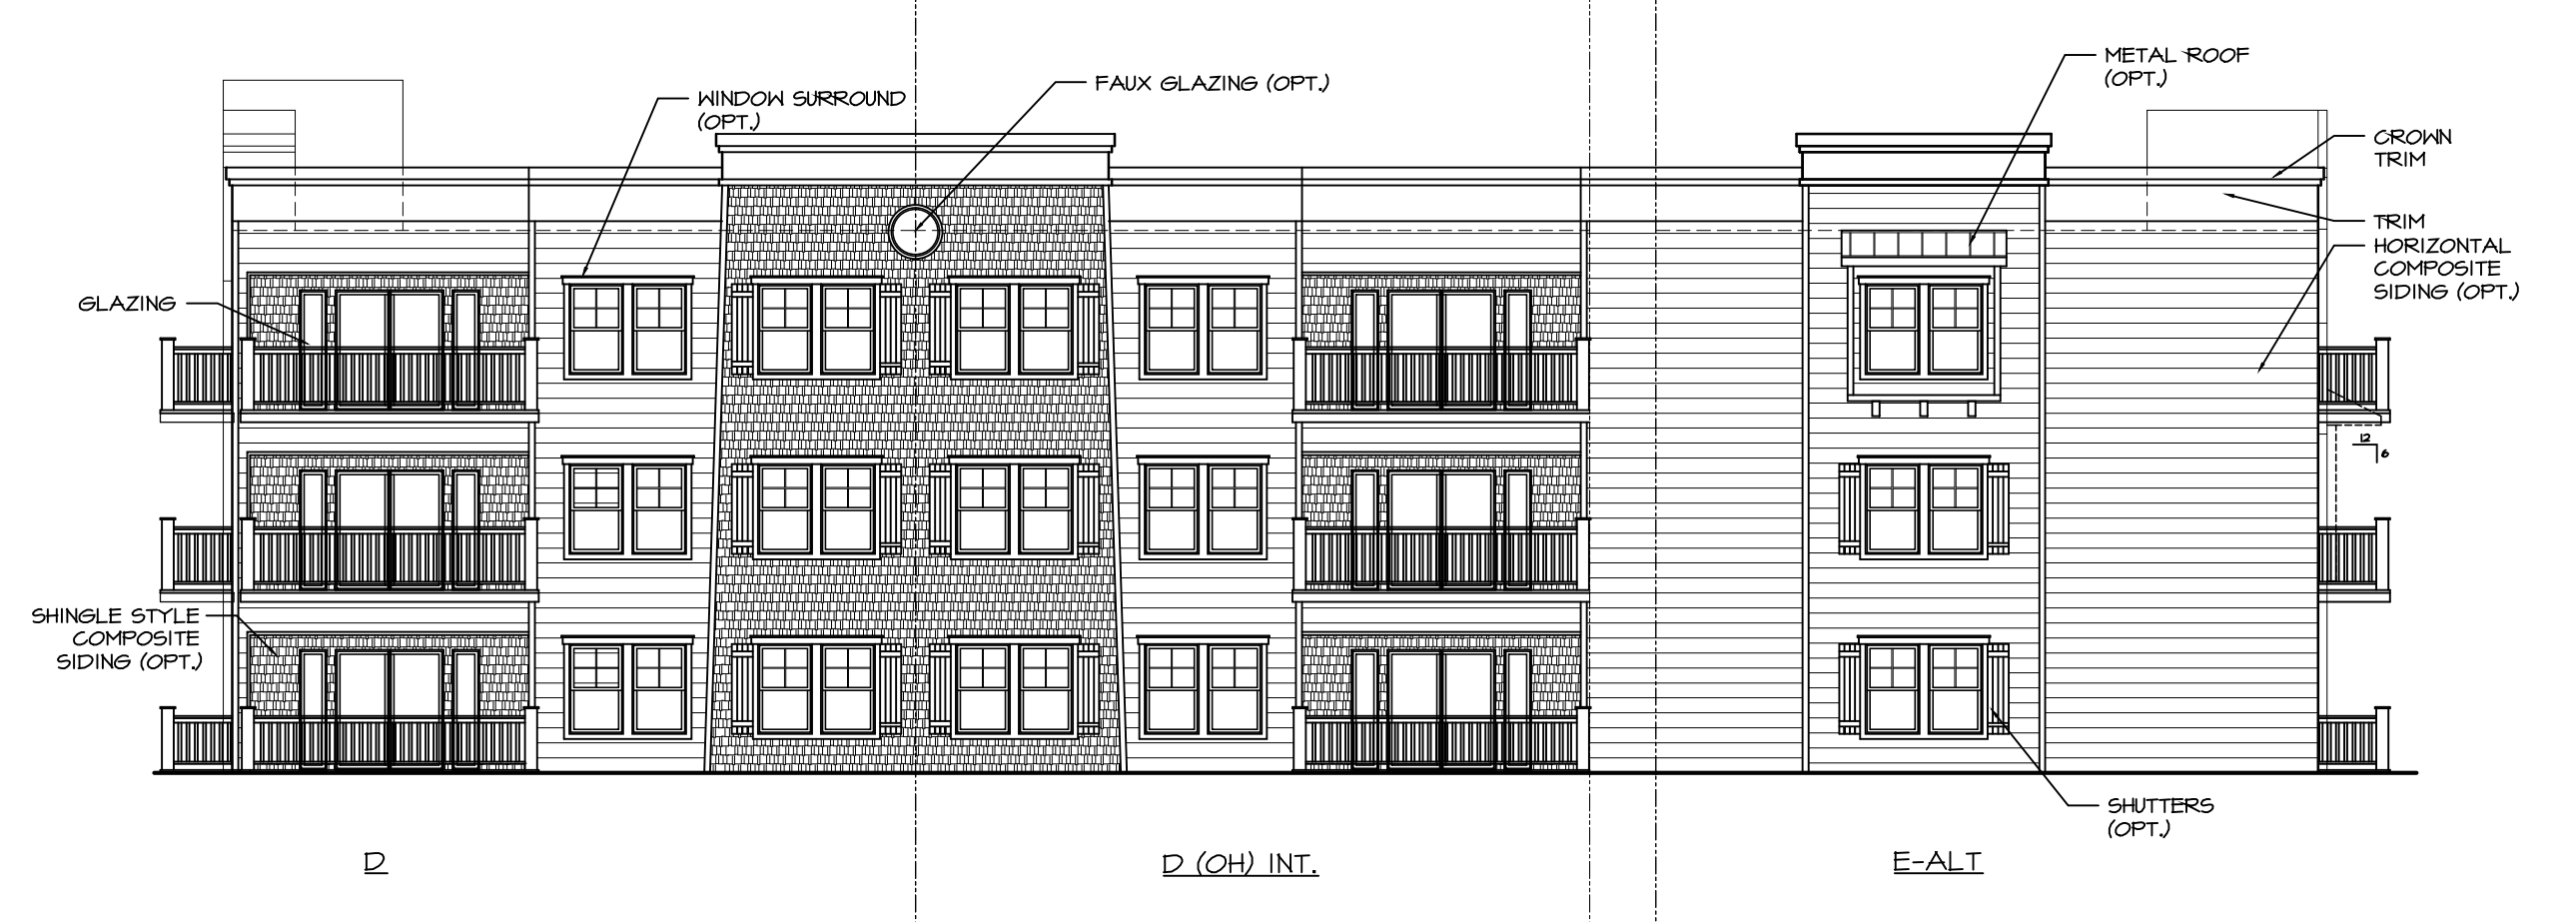 METAL ROOF
(OPT.)
FAUX GLAZING (OPT.)
WINDOW SURROUND
(OPT.)
CROWN
TRIM
TRIM
HORIZONTAL
COMPOSITE
SIDING (OPT.)
GLAZING
12
6
SHINGLE STYLE
COMPOSITE
SIDING (OPT.)
SHUTTERS
(OPT.)
D
D (OH) INT.
E-ALT